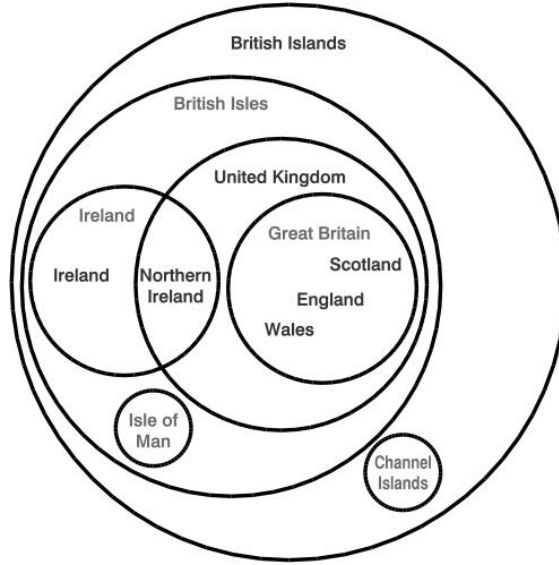 British Islands
British Isles
United Kingdom
Ireland
Great Britain
Scotland
Ireland
Northern
Ireland
England
Wales
Isle of
Man
Channel
Islands